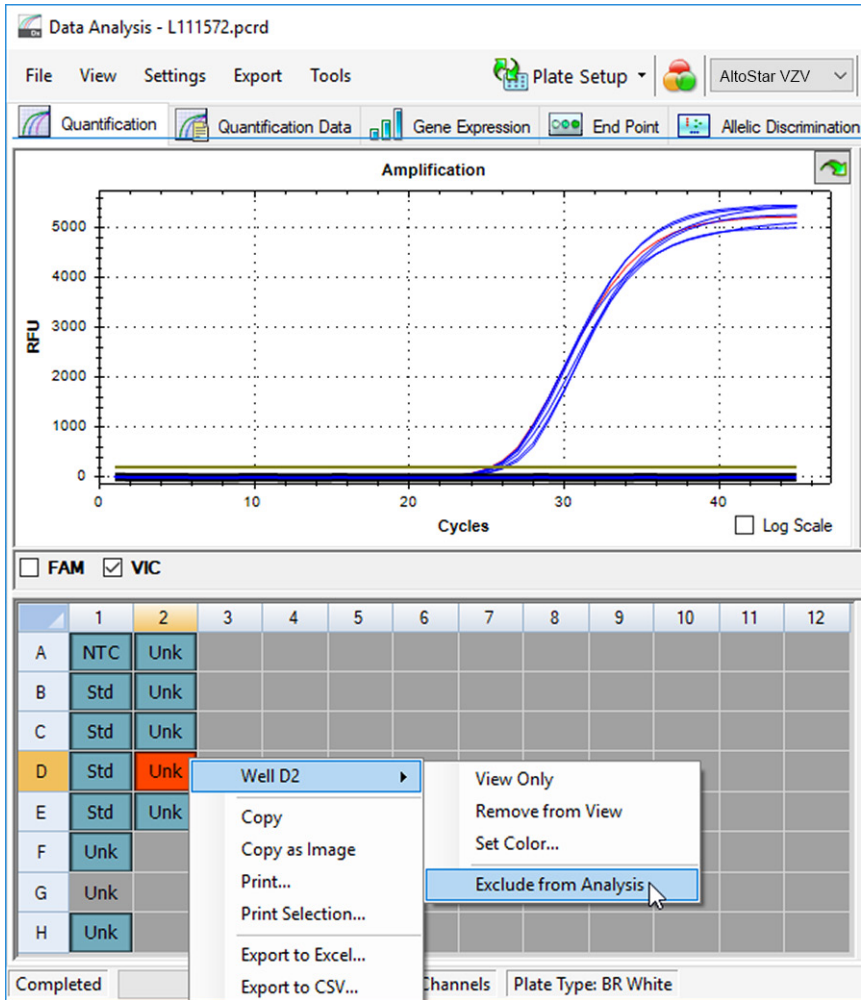 Data Analysis - L111572.pcrd
File View Settings Export Tools Plate Setup AltoStar VZV
Quantification Quantification Data Gene Expression End Point Allelic Discrimination
Amplification
RFU
5000
4000
3000
2000
1000
0
0 10 20 30 40
Cycles
Log Scale
FAM VIC
1 2 3 4 5 6 7 8 9 10 11 12
A NTC Unk
B Std Unk
C Std Unk
D Std Unk
E Std Unk
F Unk
G Unk
H Unk
Well D2
Copy
Copy as Image
Print...
Print Selection...
Export to Excel...
Export to CSV...
View Only
Remove from View
Set Color...
Exclude from Analysis
Completed Channels Plate Type: BR White